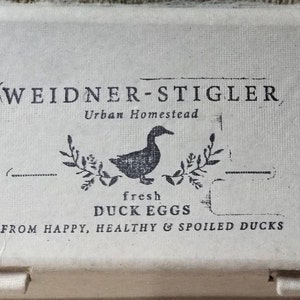 WEIDNER-STIGLER
Urban Homestead
fresh
DUCK EGGS
FROM HAPPY, HEALTHY & SPOILED DUCKS